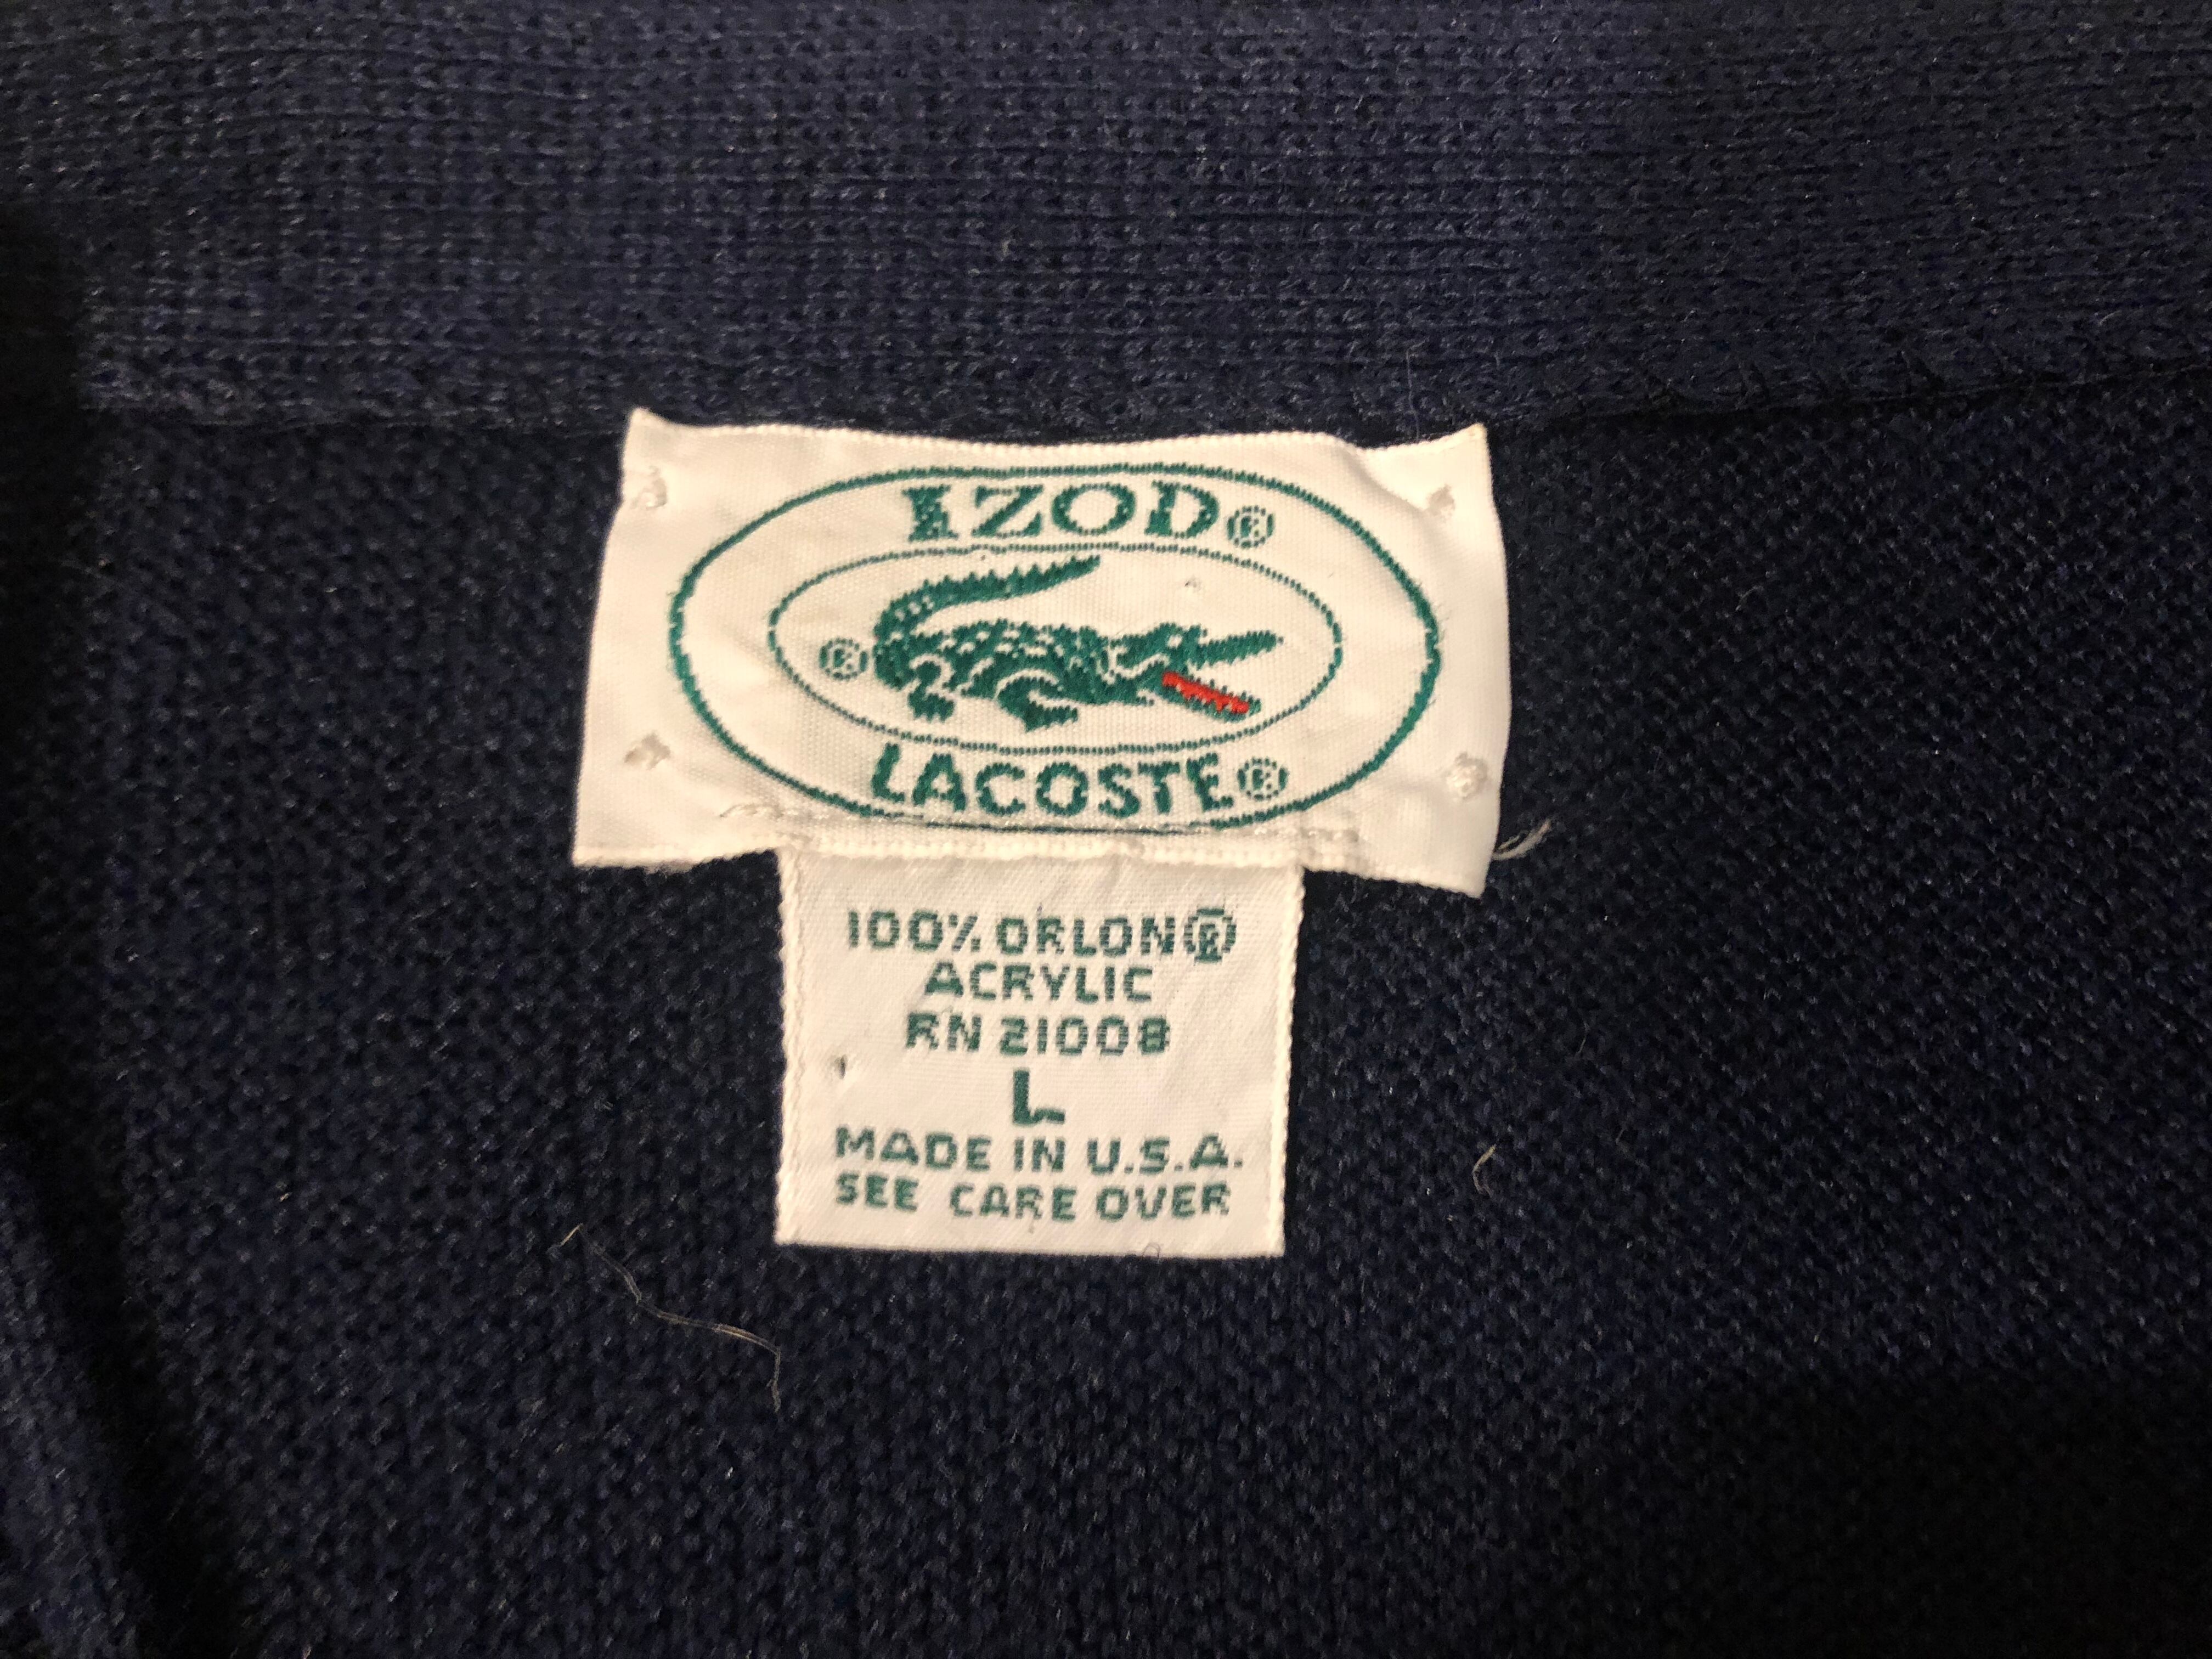 IZOD®
®
LACOSTE®
100% ORLON®
ACRYLIC
RN 21008
L
MADE IN U.S.A.
SEE CARE OVER